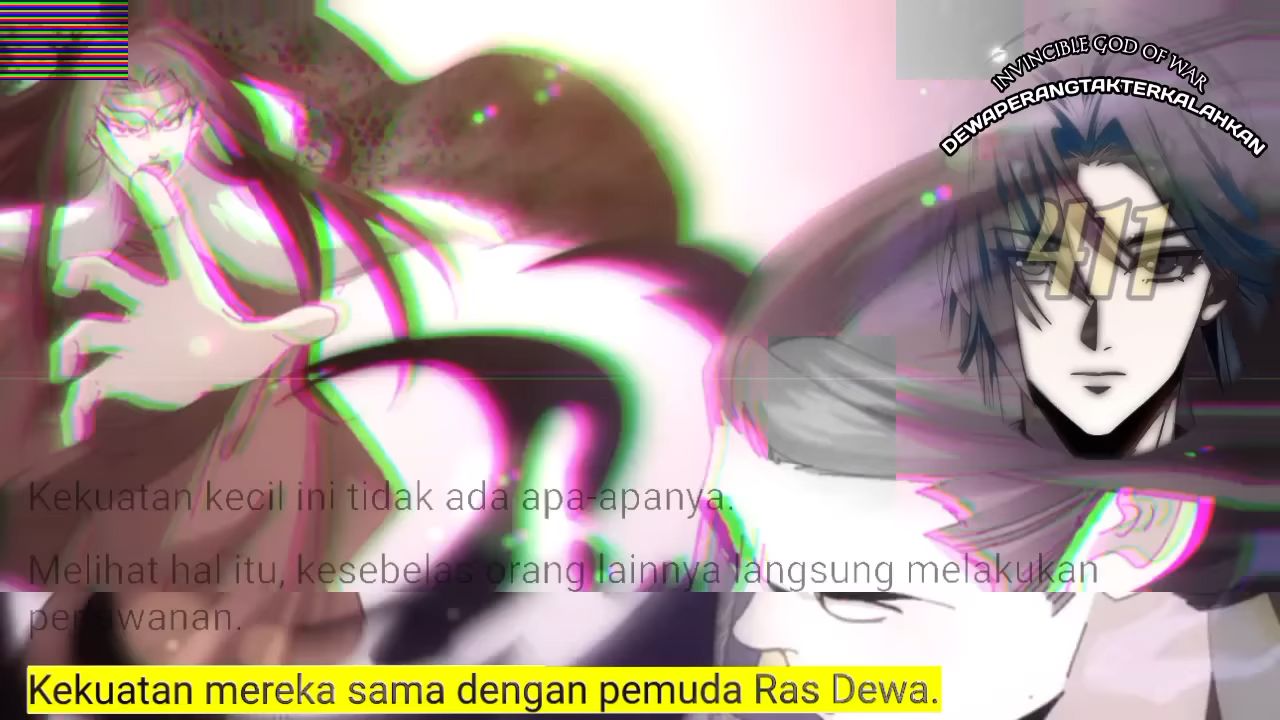 INVINCIBLE GOD OF WAR
DEWAPERANGTAKTERKALAHKAN
411
Kekuatan kecil ini tidak ada apa-apanya.
Melihat hal itu, kesebelas orang lainnya langsung melakukan
perlawanan.
Kekuatan mereka sama dengan pemuda Ras Dewa.